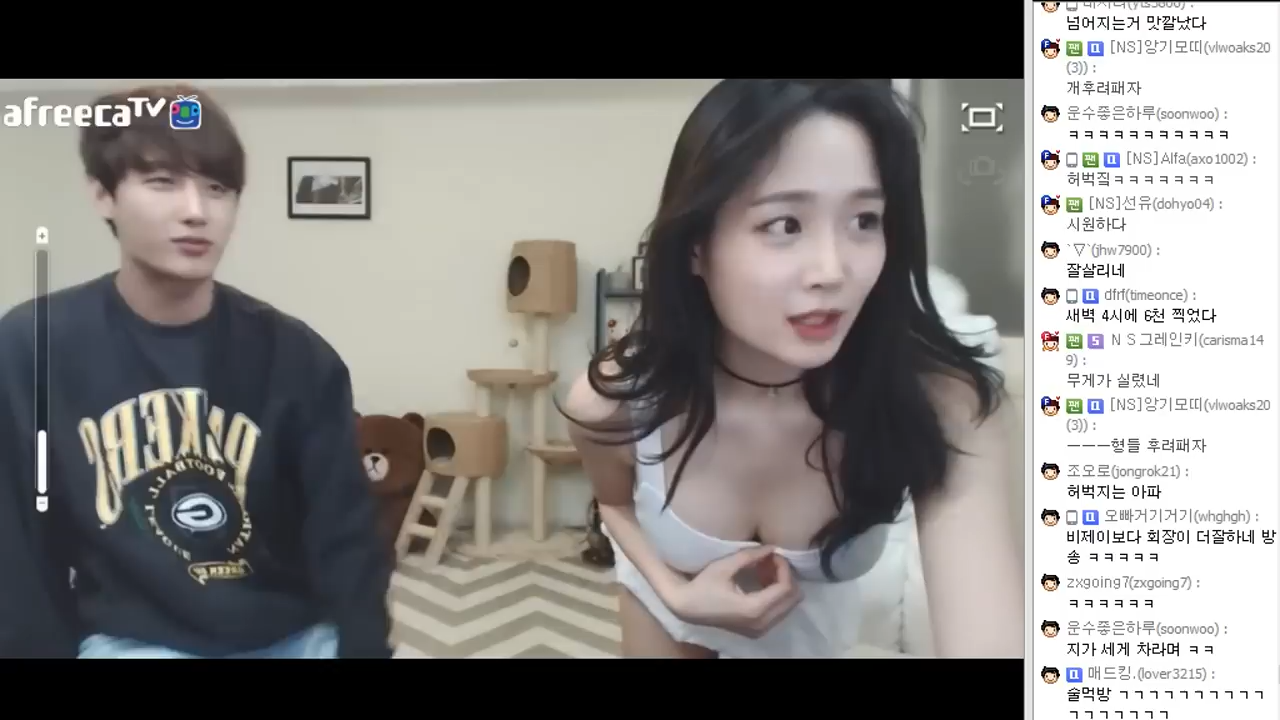 afreecaTV
PACKERS
FOOTBALL
넘어지는거 맛깔났다
[NS]앙기모띠(vlwoaks20
(3)) :
개후려패자
운수좋은하루(soonwoo) :
ㅋㅋㅋㅋㅋㅋㅋㅋㅋㅋㅋ
[NS]Alfa(axo1002) :
허벅짘ㅋㅋㅋㅋㅋㅋㅋ
[NS]선유(dohyo04) :
시원하다
`▽`(jhw7900) :
잘살리네
dfrf(timeonce) :
새벽 4시에 6천 찍었다
ＮＳ그레인키(carisma14
9) :
무게가 실렸네
[NS]앙기모띠(vlwoaks20
(3)) :
ㅡㅡㅡ형들 후려패자
조오로(jongrok21) :
허벅지는 아파
오빠거기거기(whghgh) :
비제이보다 회장이 더잘하네 방
송 ㅋㅋㅋㅋㅋ
zxgoing7(zxgoing7) :
ㅋㅋㅋㅋㅋㅋ
운수좋은하루(soonwoo) :
지가 세게 차라며 ㅋㅋ
매드킹.(lover3215) :
술먹방 ㄱㄱㄱㄱㄱㄱㄱㄱㄱㄱ
ㄱㄱㄱㄱㄱㄱㄱ